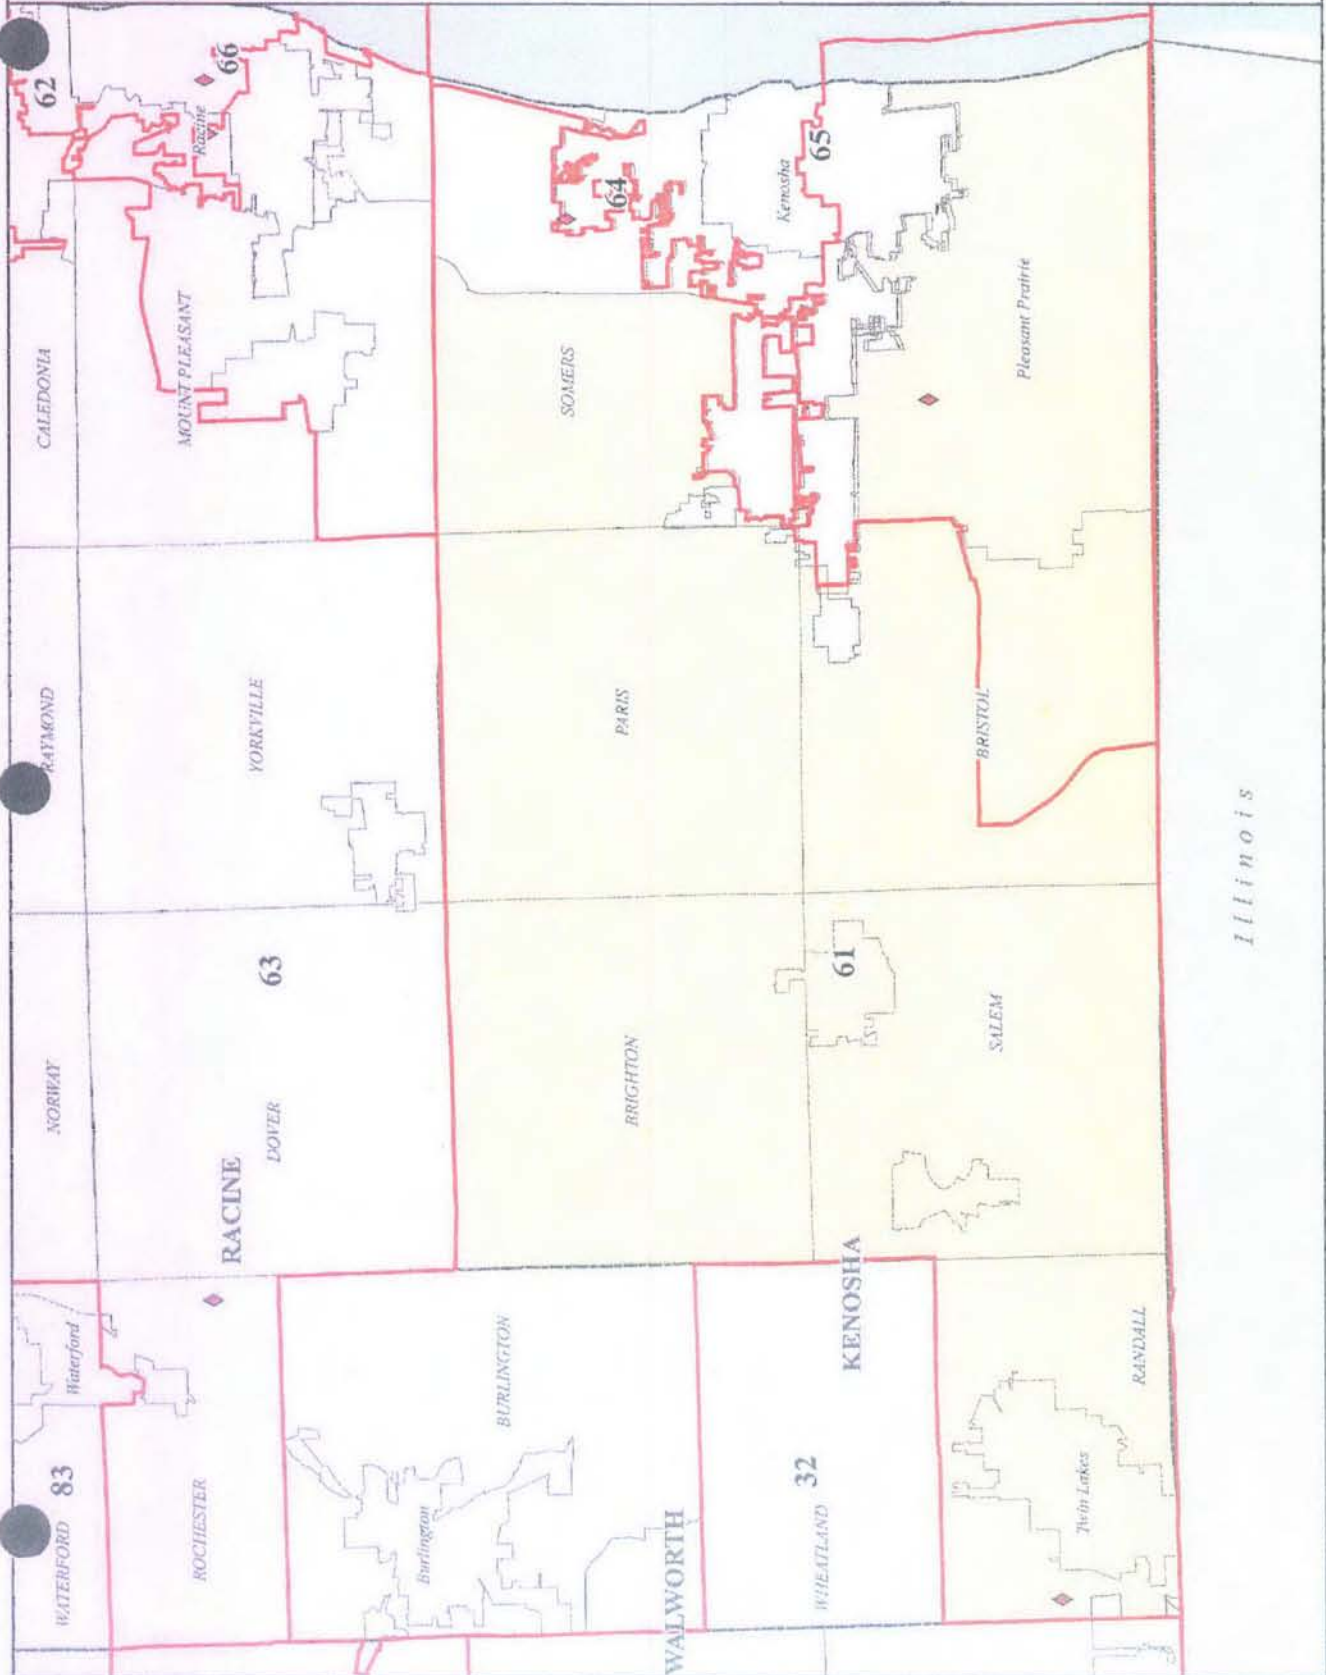 62
66
Racine
CALEDONIA
MOUNT PLEASANT
RAYMOND
YORKVILLE
NORWAY
63
DOVER
RACINE
Waterford
83
WATERFORD
ROCHESTER
64
65
Kenosha
SOMERS
Pleasant Prairie
PARIS
BRISTOL
61
BRIGHTON
SALEM
KENOSHA
BURLINGTON
Burlington
WALWORTH
32
WHEATLAND
RANDALL
Twin Lakes
Illinois